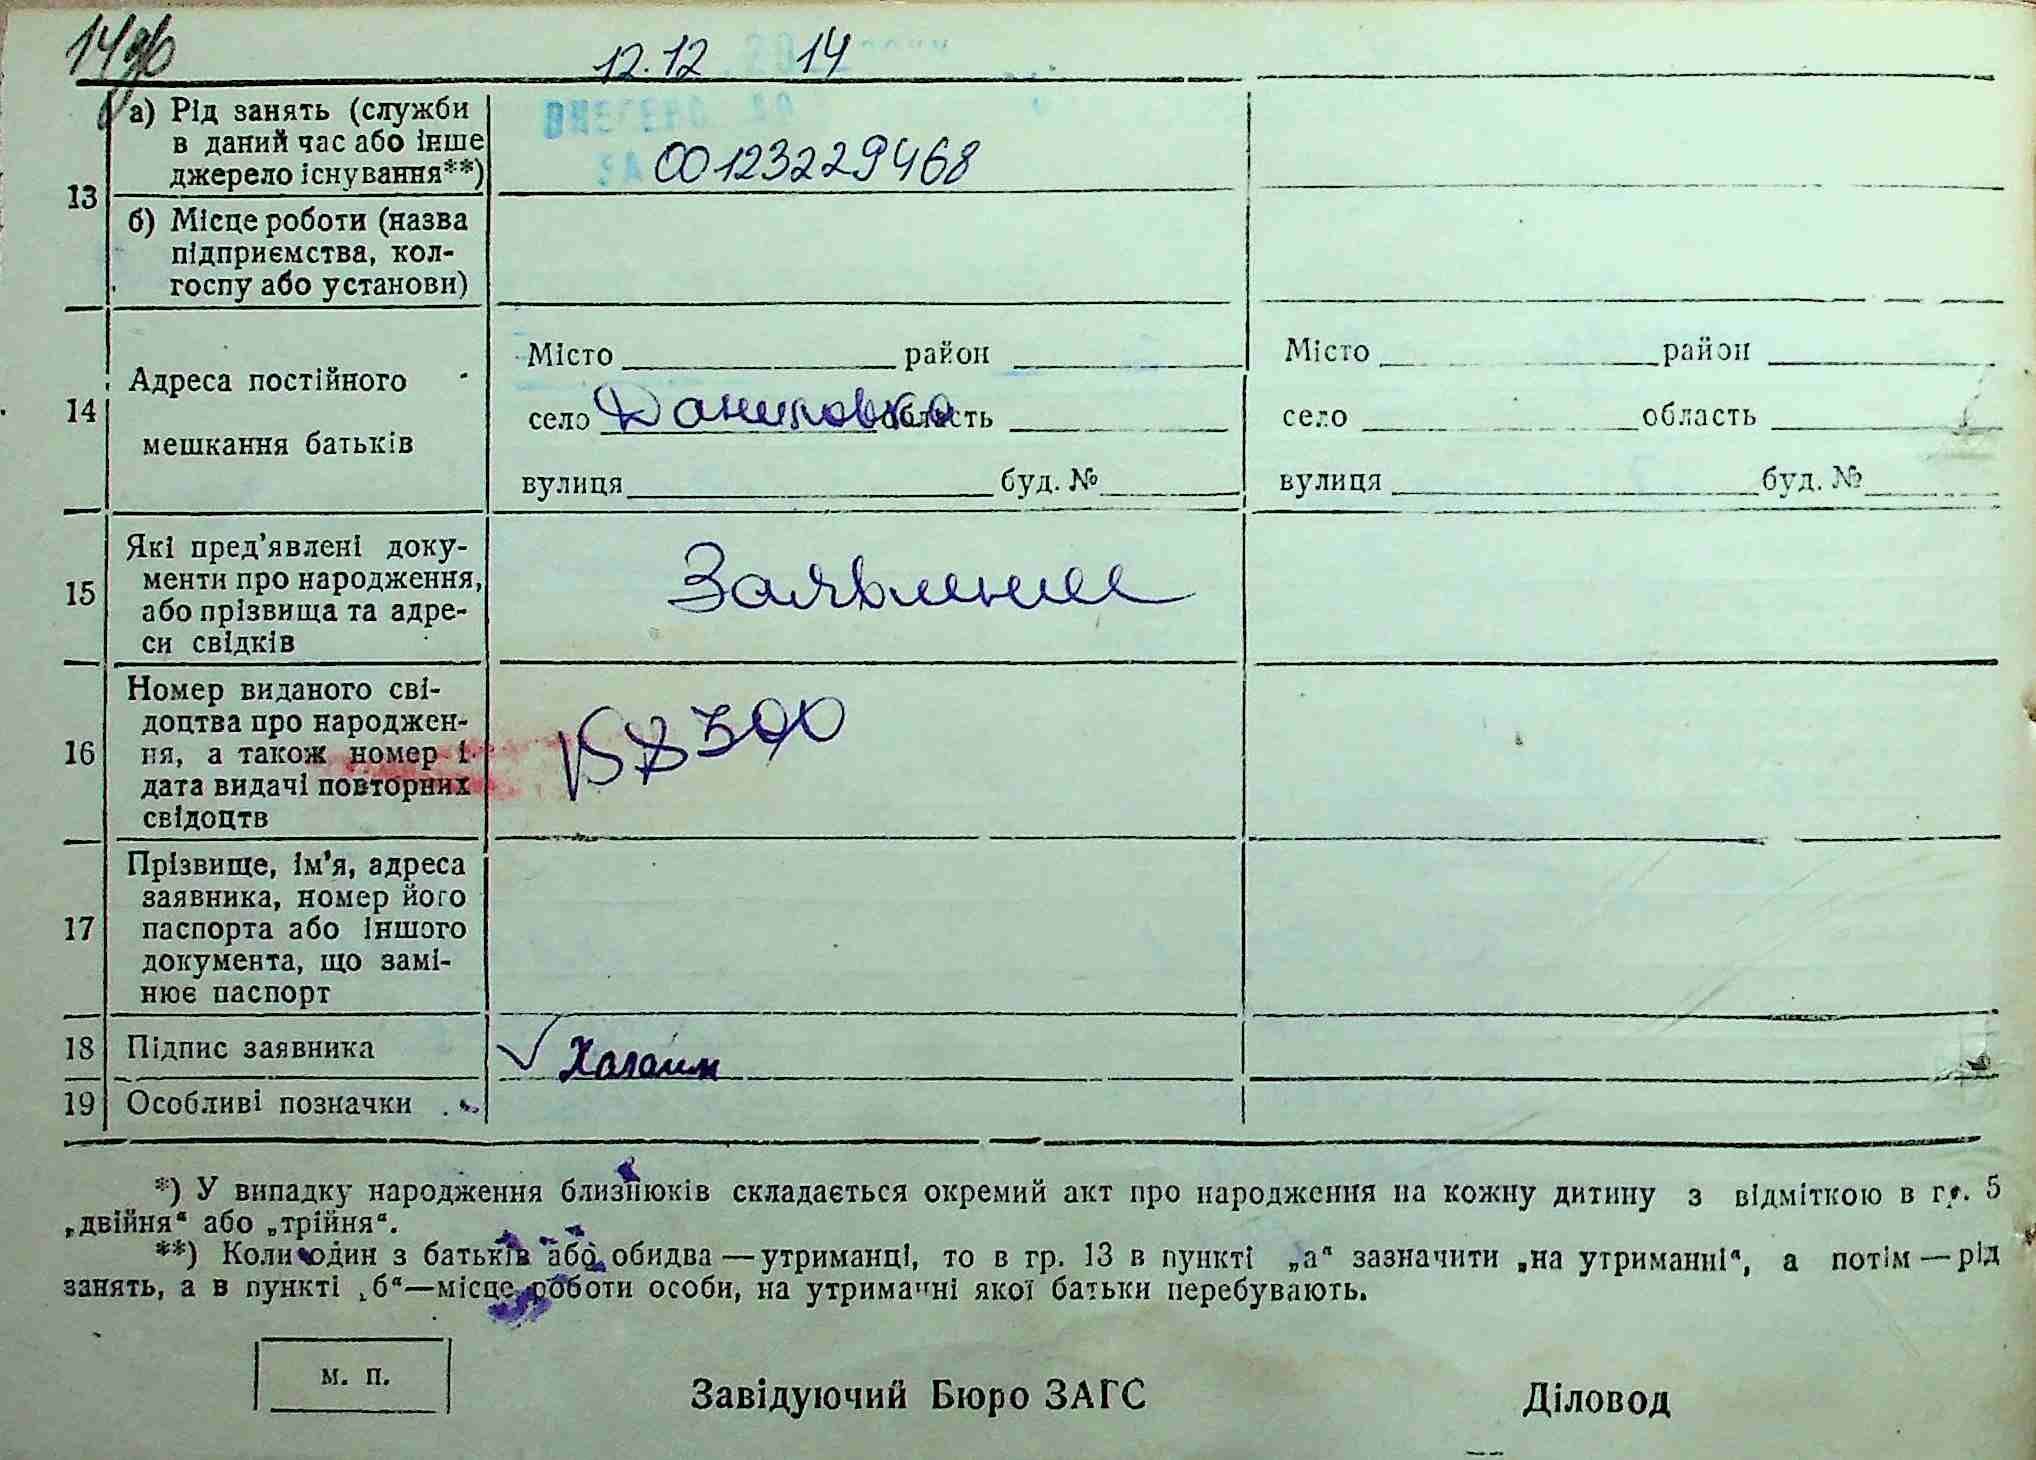 12.12 14
а) Рід занять (служби
в даний час або інше
джерело існування**)
00123229468
13
б) Місце роботи (назва
підприємства, кол-
госпу або установи)
14
Адреса постійного
мешкання батьків
Місто район
село Даниловка область
вулиця буд. №
Місто район
село область
вулиця буд. №
15
Які пред’явлені доку-
менти про народження,
або прізвища та адре-
си свідків
Заявление
16
Номер виданого сві-
доцтва про народжен-
ня, а також номер і
дата видачі повторних
свідоцтв
17
Прізвище, ім’я, адреса
заявника, номер його
паспорта або іншого
документа, що замі-
нює паспорт
18 Підпис заявника
Халаим
19 Особливі позначки
*) У випадку народження близнюків складається окремий акт про народження на кожну дитину з відміткою в гр. 5
„двійня“ або „трійня“.
**) Коли один з батьків або обидва — утриманці, то в гр. 13 в пункті „а“ зазначити „на утриманні“, а потім — рід
занять, а в пункті „б“—місце роботи особи, на утриманні якої батьки перебувають.
м. п.
Завідуючий Бюро ЗАГС
Діловод